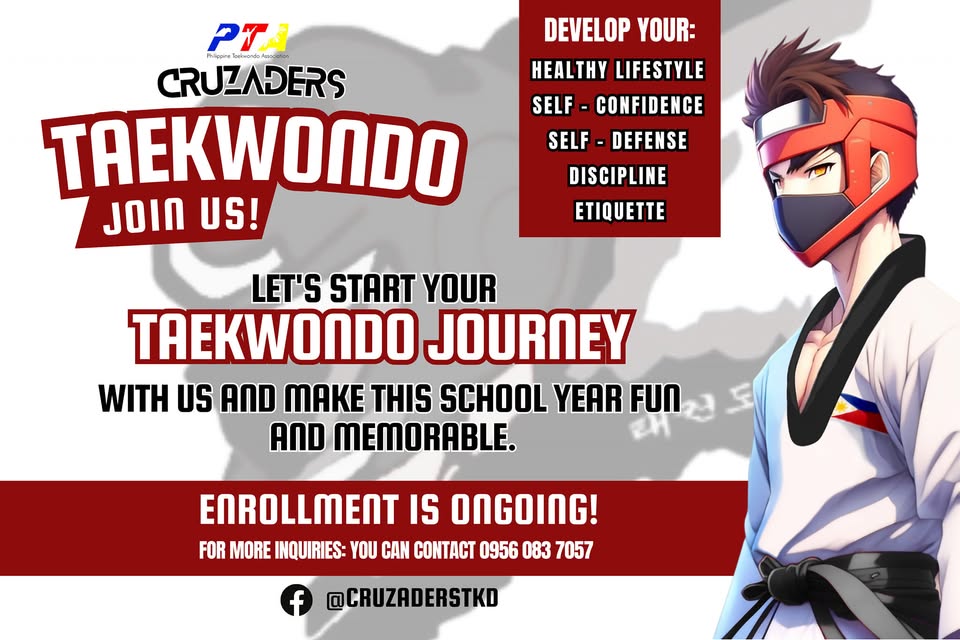 PTA
Philippine Taekwondo Association
CRUZADERS
TAEKWONDO
JOIN US!
DEVELOP YOUR:
HEALTHY LIFESTYLE
SELF - CONFIDENCE
SELF - DEFENSE
DISCIPLINE
ETIQUETTE
LET'S START YOUR
TAEKWONDO JOURNEY
WITH US AND MAKE THIS SCHOOL YEAR FUN
AND MEMORABLE.
태권도
ENROLLMENT IS ONGOING!
FOR MORE INQUIRIES: YOU CAN CONTACT 0956 083 7057
@CRUZADERSTKD